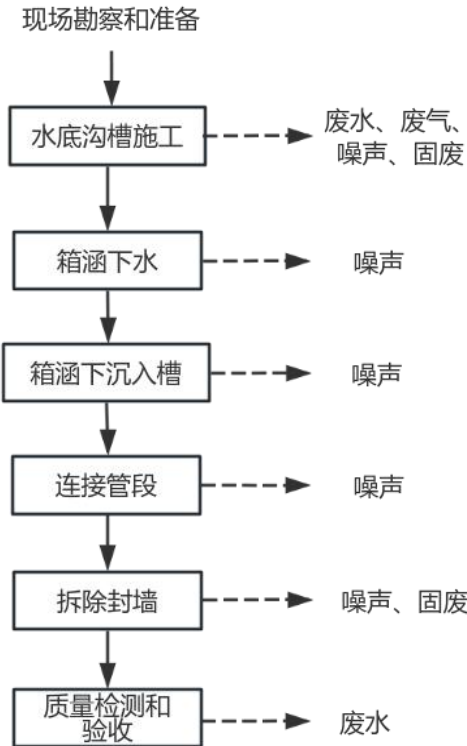 现场勘察和准备
水底沟槽施工
废水、废气、
噪声、固废
箱涵下水
噪声
箱涵下沉入槽
噪声
连接管段
噪声
拆除封墙
噪声、固废
质量检测和
验收
废水